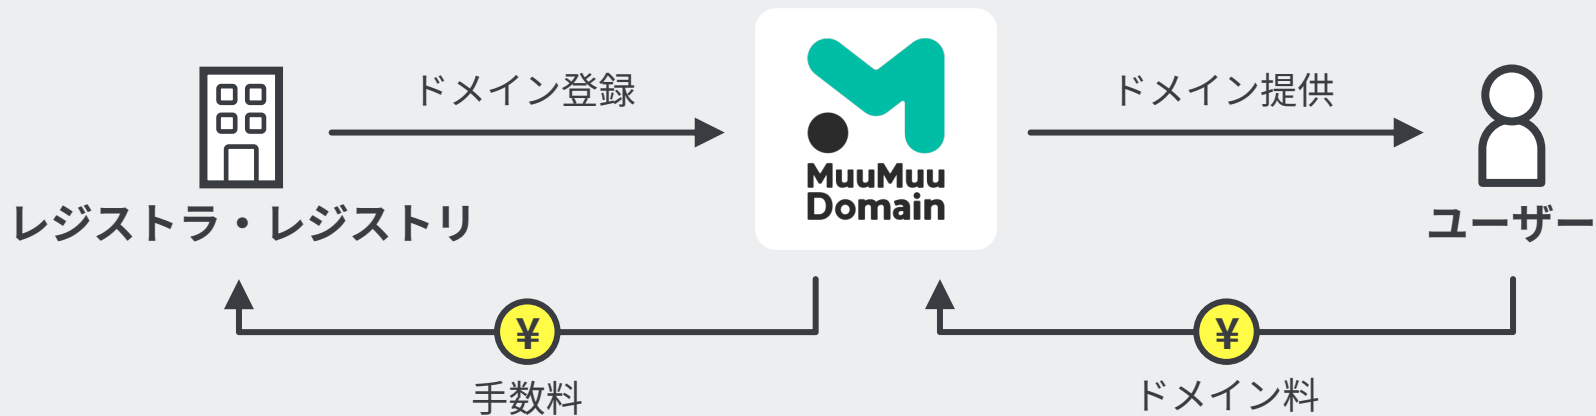 ドメイン登録
ドメイン提供
MuuMuu
Domain
レジストラ・レジストリ
ユーザー
¥
¥
手数料
ドメイン料